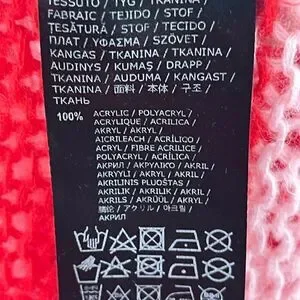 TESSUTO / TYG / TKANINA /
FABRAIC / TEJIDO / STOF /
ȚESĂTURĂ / STOF / TECIDO /
ПЛАТ / УФАЗМА / SZÖVET /
KANGAS / TKANINA / TKANINA /
AUDINYS / KUMAŞ / DRAPP /
TKANINA / AUDUMA / KANGAST /
TKANINA / 面料 / 本体 / 구조 /
ТКАНЬ
100% ACRYLIC / POLYACRYL /
ACRYLIQUE / ACRILICA /
AKRYL / AKRYL /
AICRILEACH / ACRÍLICO /
ACRYL / FIBRE ACRILICE
POLYACRYL / ACRÍLICO /
АКРИЛ / АКРУЛІКО / AKRIL /
AKRYYLI / AKRYL / AKRIL /
AKRILINIS PLUOŠTAS /
AKRILIK / AKRILIK / AKRIL /
AKRILS / AKRÜÜL / AKRYL /
腈纶 / アクリル / 아크릴 /
АКРИЛ